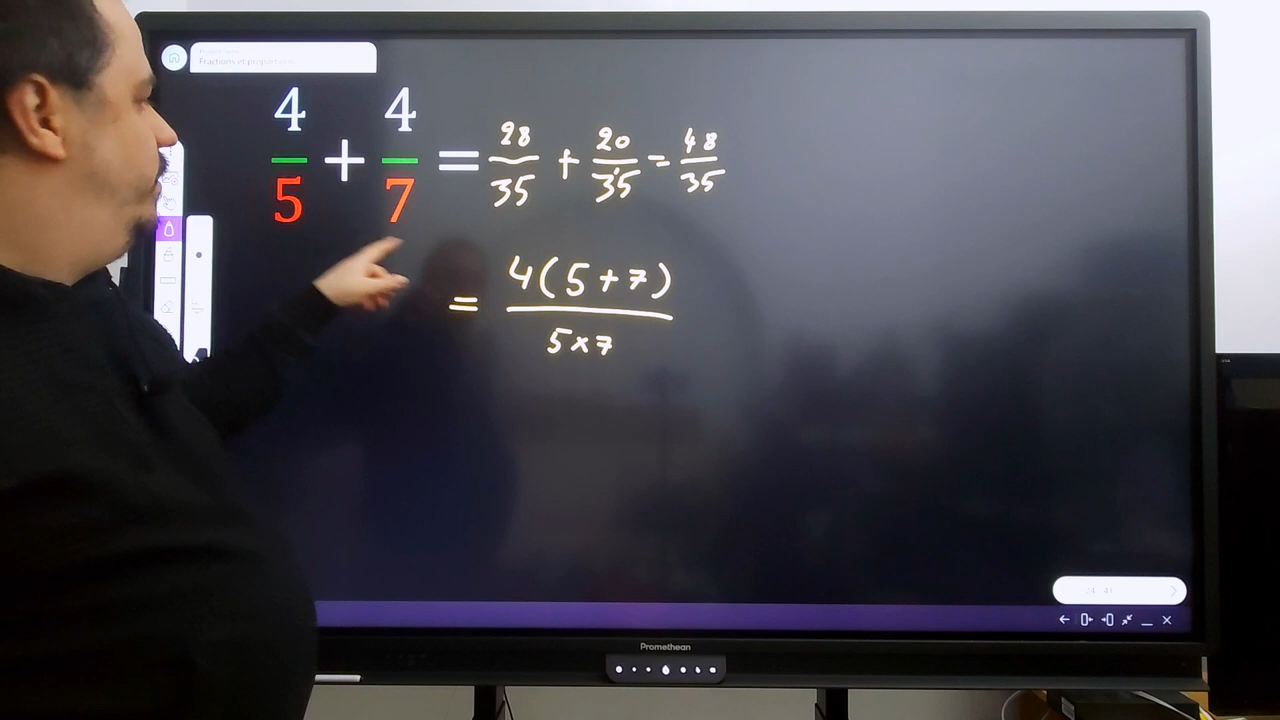 Fractions et proportions
4/5 + 4/7 = 28/35 + 20/35 = 48/35
= 4(5+7)/5×7
Promethean